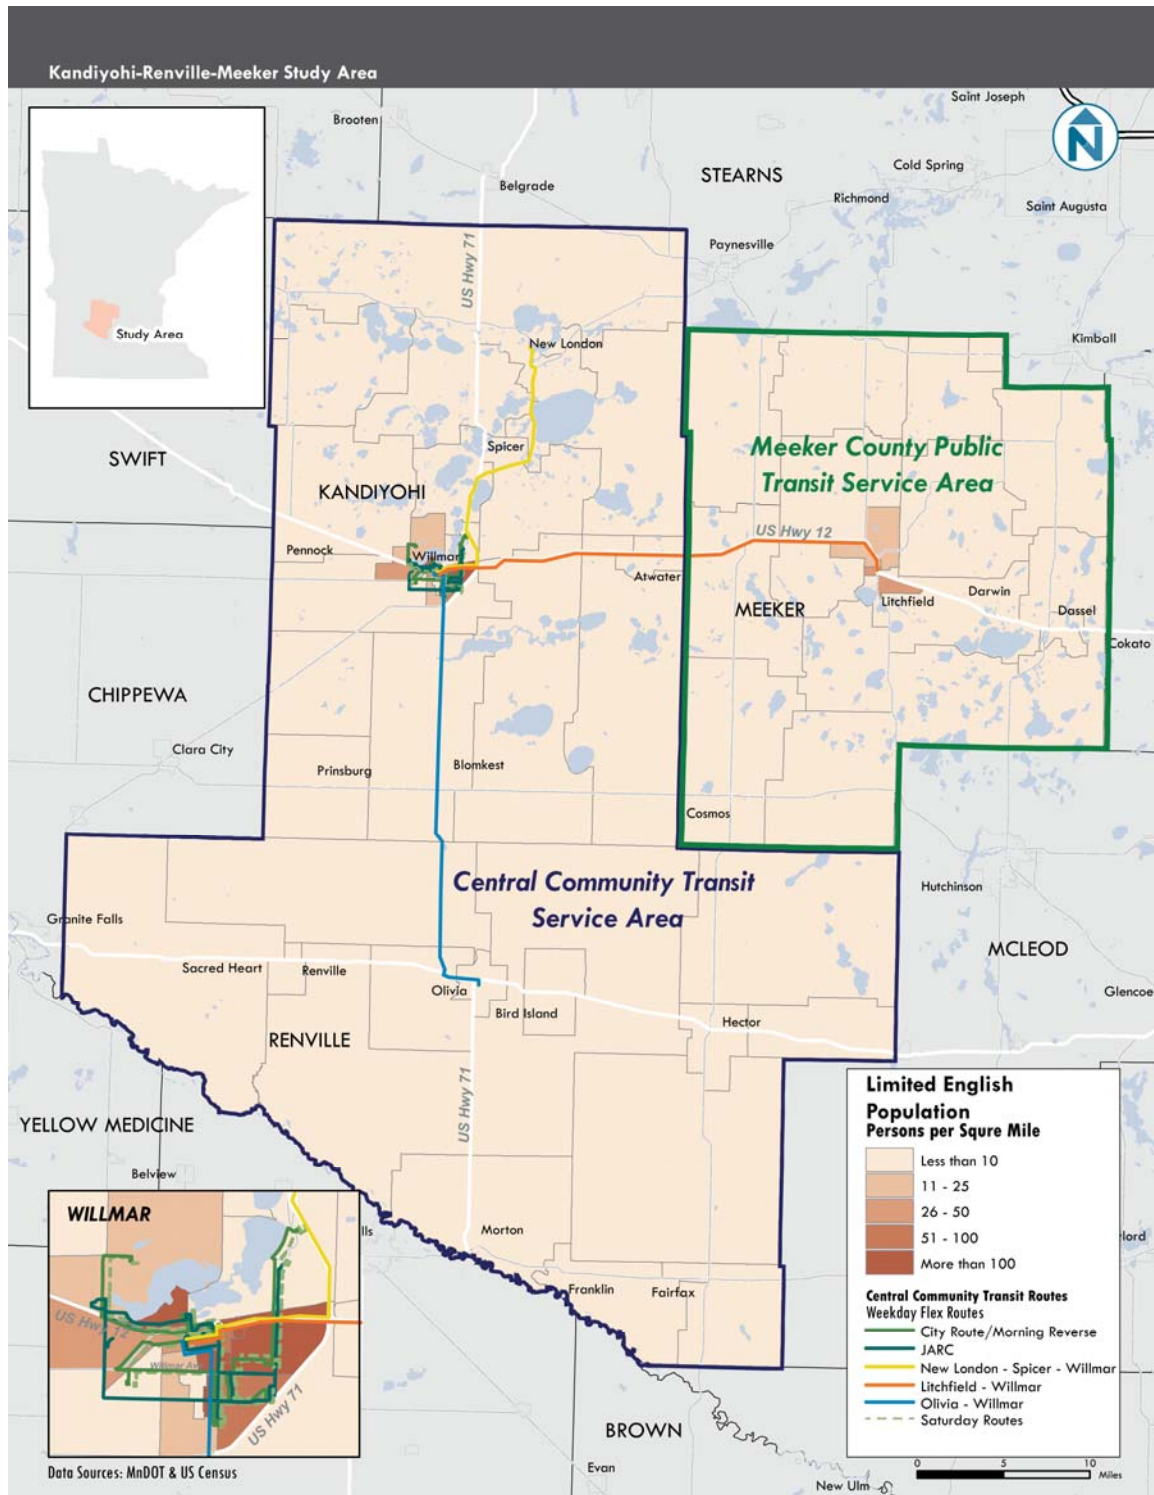 Kandiyohi-Renville-Meeker Study Area
Saint Joseph
Brooten
N
Cold Spring
STEARNS
Belgrade
Richmond
Saint Augusta
US Hwy 71
Paynesville
Study Area
New London
Kimball
Meeker County Public
Transit Service Area
Spicer
SWIFT
KANDIYOHI
US Hwy 12
Pennock
Willmar
Atwater
Darwin
Litchfield
MEEKER
Dassel
Cokato
CHIPPEWA
Clara City
Prinsburg
Blomkest
Cosmos
Central Community Transit
Service Area
Hutchinson
Granite Falls
MCLEOD
Sacred Heart
Renville
Olivia
Glencoe
Bird Island
Hector
RENVILLE
US Hwy 71
YELLOW MEDICINE
Belview
Morton
Franklin
Fairfax
lls
lord
WILLMAR
US Hwy 12
Willmar Ave
US Hwy 71
Limited English
Population
Persons per Squre Mile
Less than 10
11 - 25
26 - 50
51 - 100
More than 100
Central Community Transit Routes
Weekday Flex Routes
City Route/Morning Reverse
JARC
New London - Spicer - Willmar
Litchfield - Willmar
Olivia - Willmar
Saturday Routes
BROWN
Evan
New Ulm
0 5 10
Miles
Data Sources: MnDOT & US Census